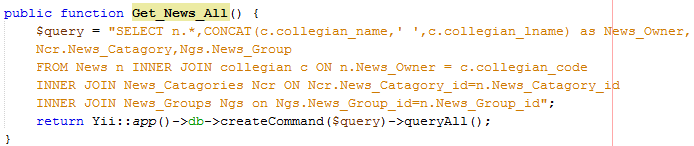 public function Get_News_All() {
$query = "SELECT n.*,CONCAT(c.collegian_name,' ',c.collegian_lname) as News_Owner,
Ncr.News_Catagory,Ngs.News_Group
FROM News n INNER JOIN collegian c ON n.News_Owner = c.collegian_code
INNER JOIN News_Catagories Ncr ON Ncr.News_Catagory_id=n.News_Catagory_id
INNER JOIN News_Groups Ngs on Ngs.News_Group_id=n.News_Group_id";
return Yii::app()->db->createCommand($query)->queryAll();
}